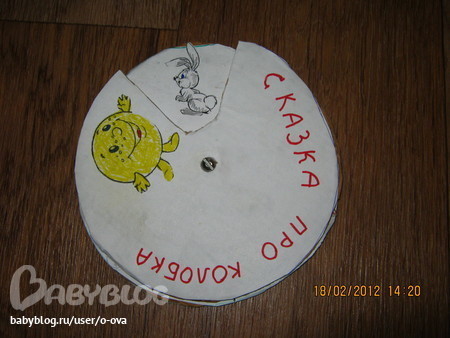 СКАЗКА ПРО КОЛОБКА
18/02/2012 14:20
BABYBLOG
babyblog.ru/user/o-ova